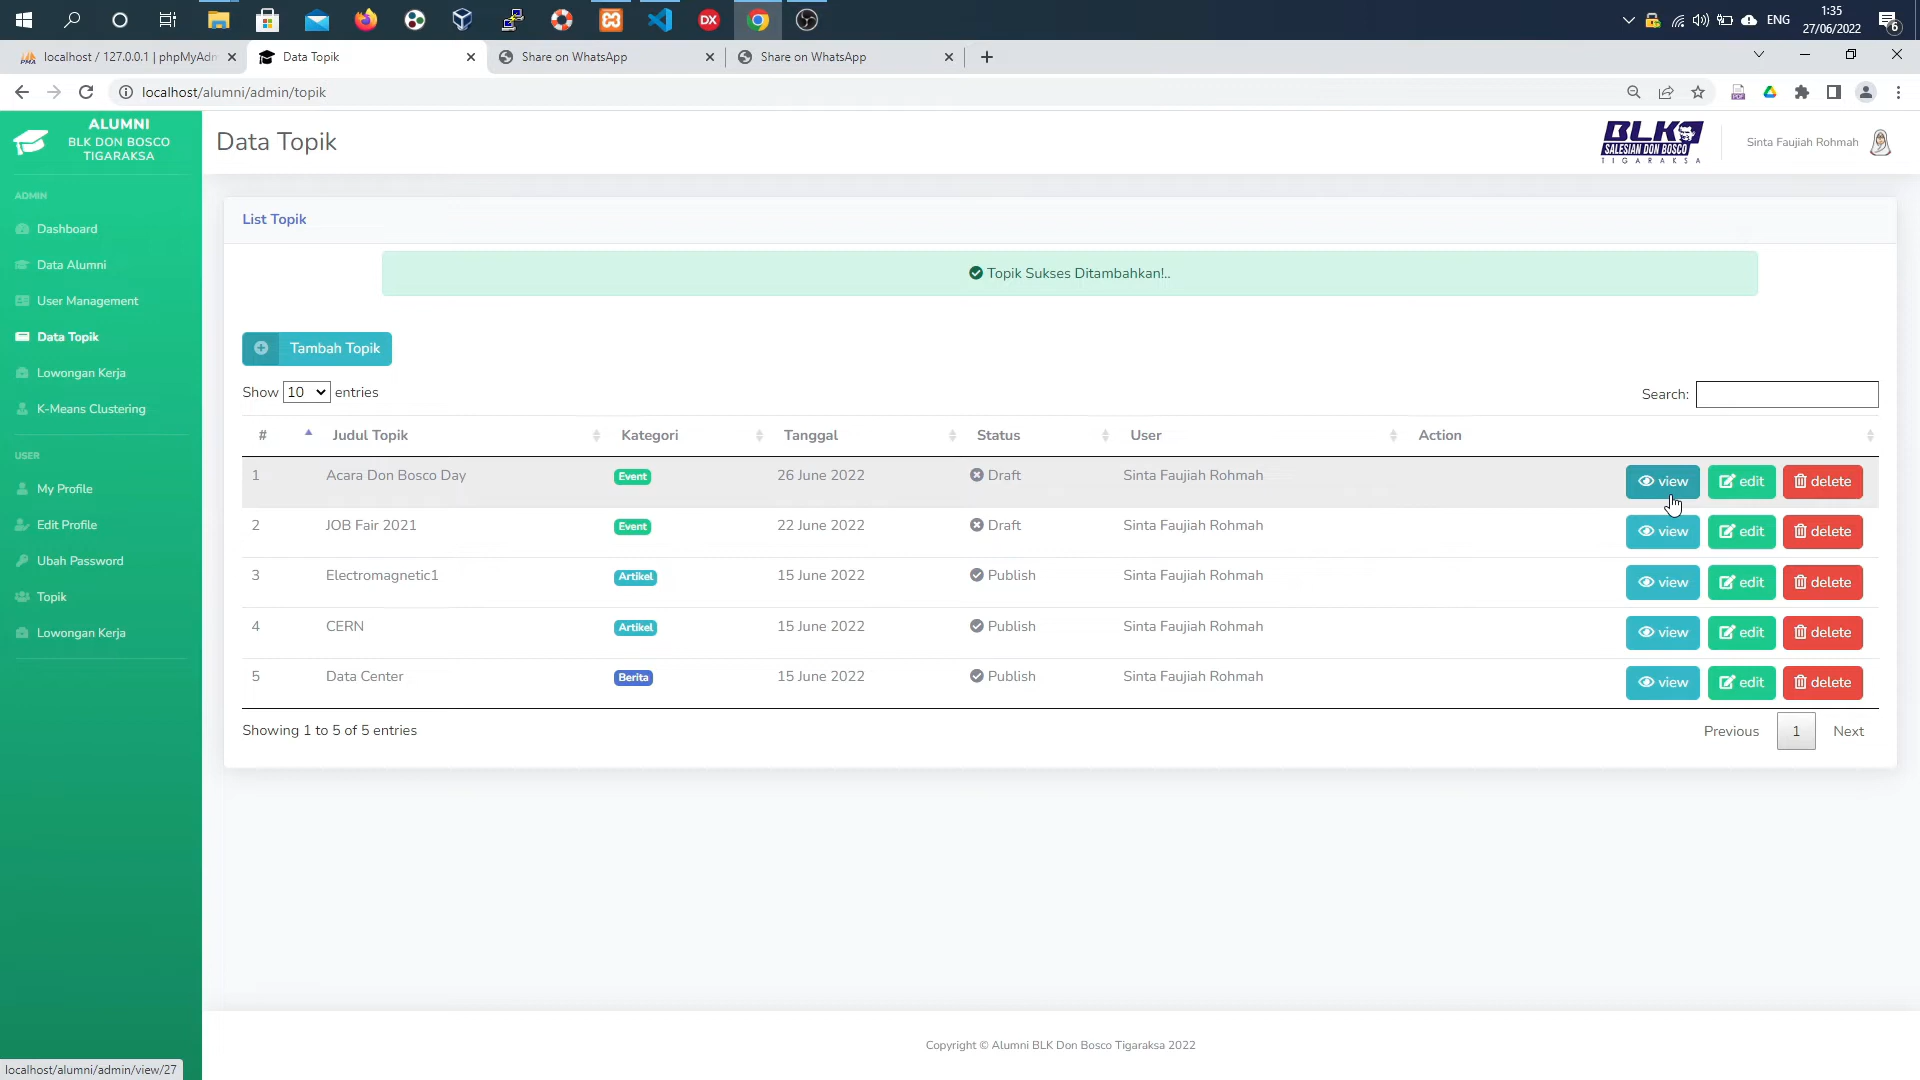 ENG
1:35
27/06/2022
6
localhost / 127.0.0.1 | phpMyAdm
Data Topik
Share on WhatsApp
Share on WhatsApp
localhost/alumni/admin/topik
ALUMNI
BLK DON BOSCO
TIGARAKSA
Data Topik
BLK
SALESIAN DON BOSCO
TIGARAKSA
Sinta Faujiah Rohmah
ADMIN
Dashboard
Data Alumni
User Management
Data Topik
Lowongan Kerja
K-Means Clustering
USER
My Profile
Edit Profile
Ubah Password
Topik
Lowongan Kerja
List Topik
Topik Sukses Ditambahkan!..
Tambah Topik
Show 10 entries
Search:
# Judul Topik Kategori Tanggal Status User Action
1 Acara Don Bosco Day Event 26 June 2022 Draft Sinta Faujiah Rohmah view edit delete
2 JOB Fair 2021 Event 22 June 2022 Draft Sinta Faujiah Rohmah view edit delete
3 Electromagnetic1 Artikel 15 June 2022 Publish Sinta Faujiah Rohmah view edit delete
4 CERN Artikel 15 June 2022 Publish Sinta Faujiah Rohmah view edit delete
5 Data Center Berita 15 June 2022 Publish Sinta Faujiah Rohmah view edit delete
Showing 1 to 5 of 5 entries
Previous 1 Next
Copyright © Alumni BLK Don Bosco Tigaraksa 2022
localhost/alumni/admin/view/27